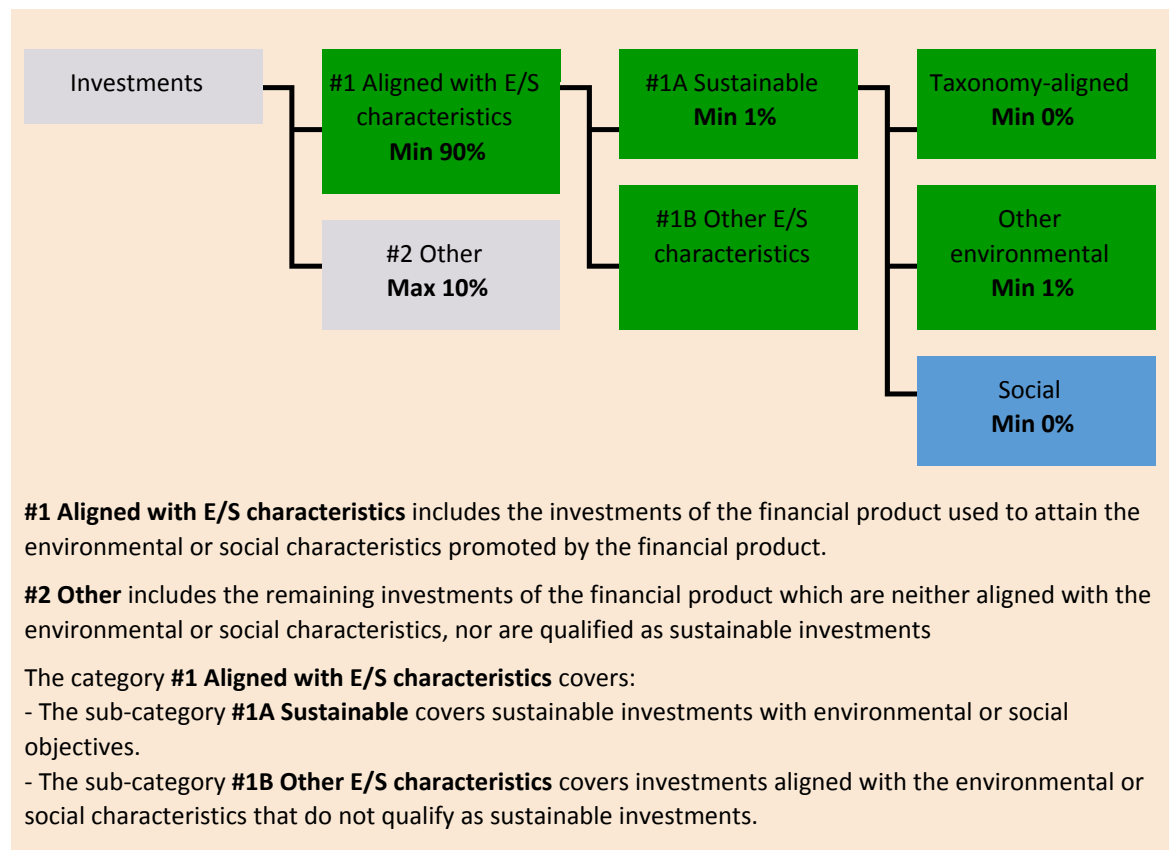 Investments
#1 Aligned with E/S
characteristics
Min 90%
#2 Other
Max 10%
#1A Sustainable
Min 1%
#1B Other E/S
characteristics
Taxonomy-aligned
Min 0%
Other
environmental
Min 1%
Social
Min 0%
#1 Aligned with E/S characteristics includes the investments of the financial product used to attain the
environmental or social characteristics promoted by the financial product.
#2 Other includes the remaining investments of the financial product which are neither aligned with the
environmental or social characteristics, nor are qualified as sustainable investments
The category #1 Aligned with E/S characteristics covers:
- The sub-category #1A Sustainable covers sustainable investments with environmental or social
objectives.
- The sub-category #1B Other E/S characteristics covers investments aligned with the environmental or
social characteristics that do not qualify as sustainable investments.